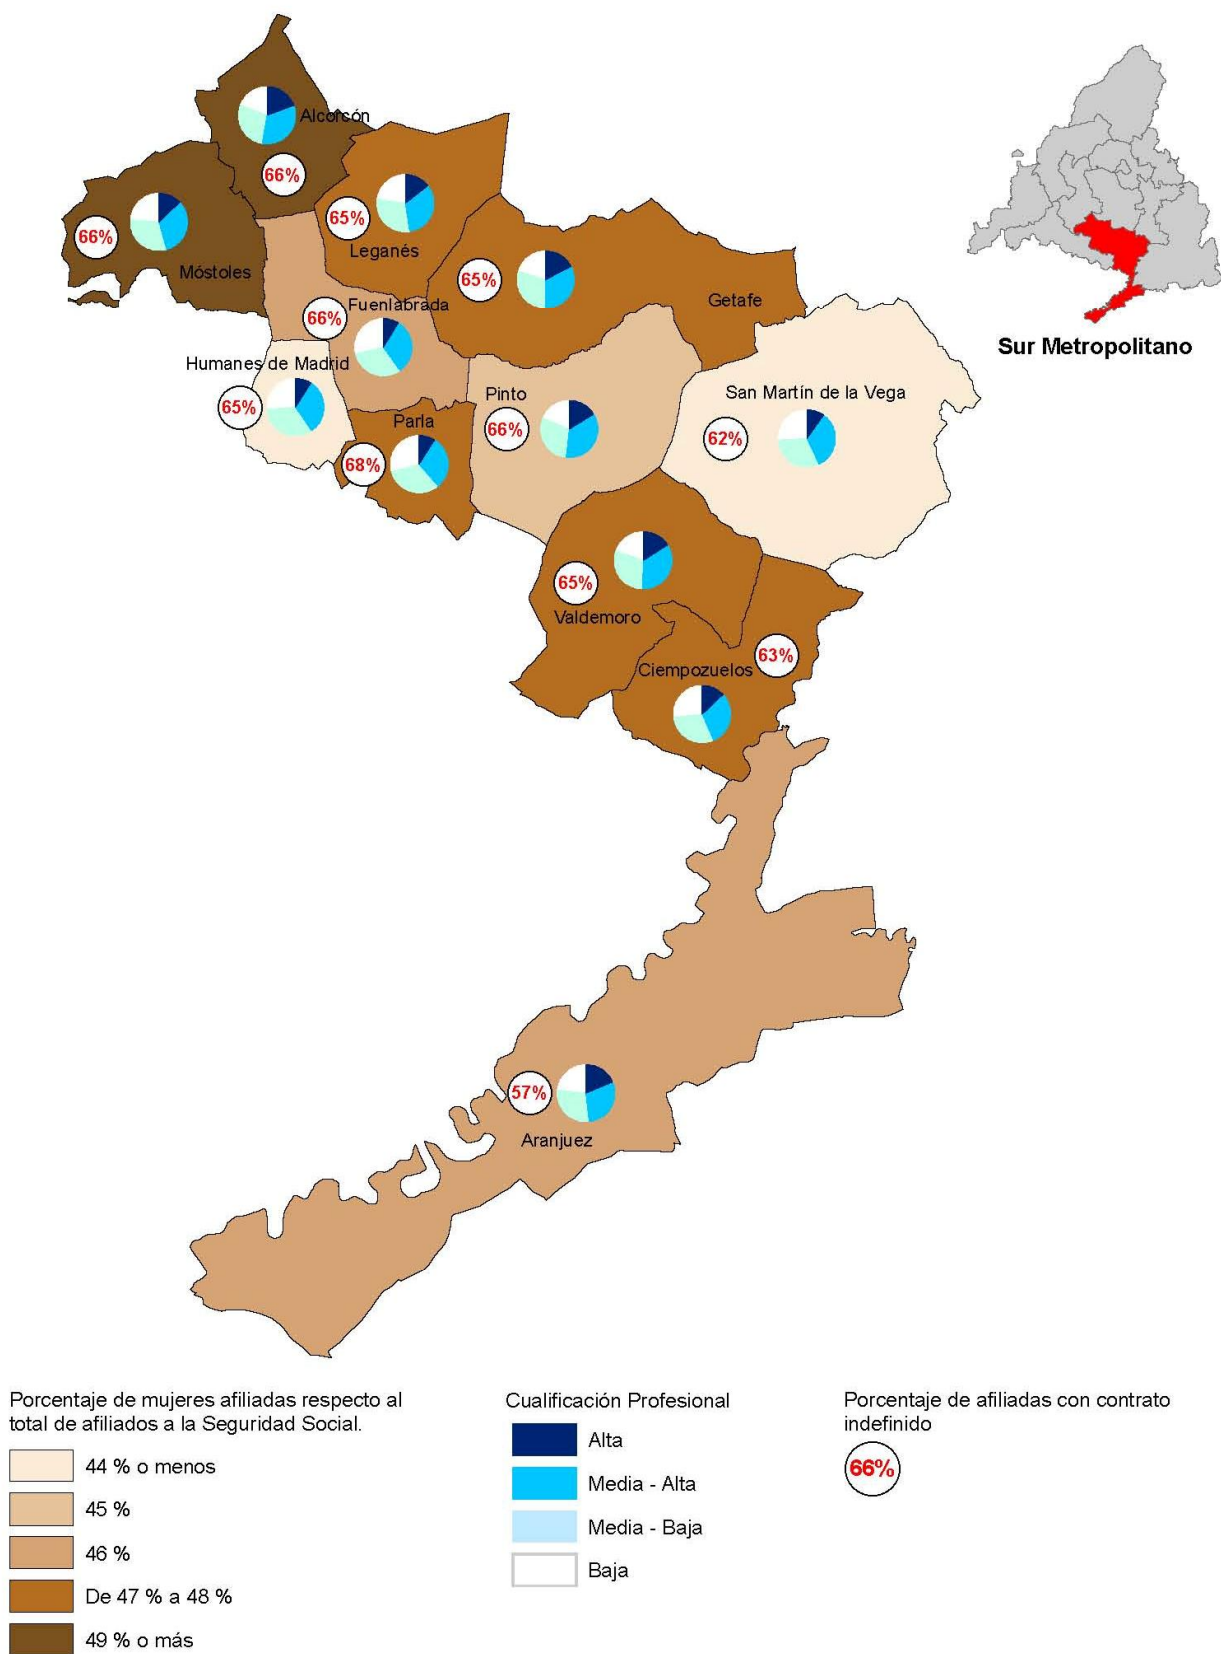 Alcorcón
66%
65%
66%
Leganés
Móstoles
65%
Getafe
Fuenlabrada
66%
Sur Metropolitano
Humanes de Madrid
65%
Pinto
66%
San Martín de la Vega
62%
Parla
68%
65%
Valdemoro
63%
Ciempozuelos
57%
Aranjuez
Porcentaje de mujeres afiliadas respecto al
total de afiliados a la Seguridad Social.
44 % o menos
45 %
46 %
De 47 % a 48 %
49 % o más
Cualificación Profesional
Alta
Media - Alta
Media - Baja
Baja
Porcentaje de afiliadas con contrato
indefinido
66%